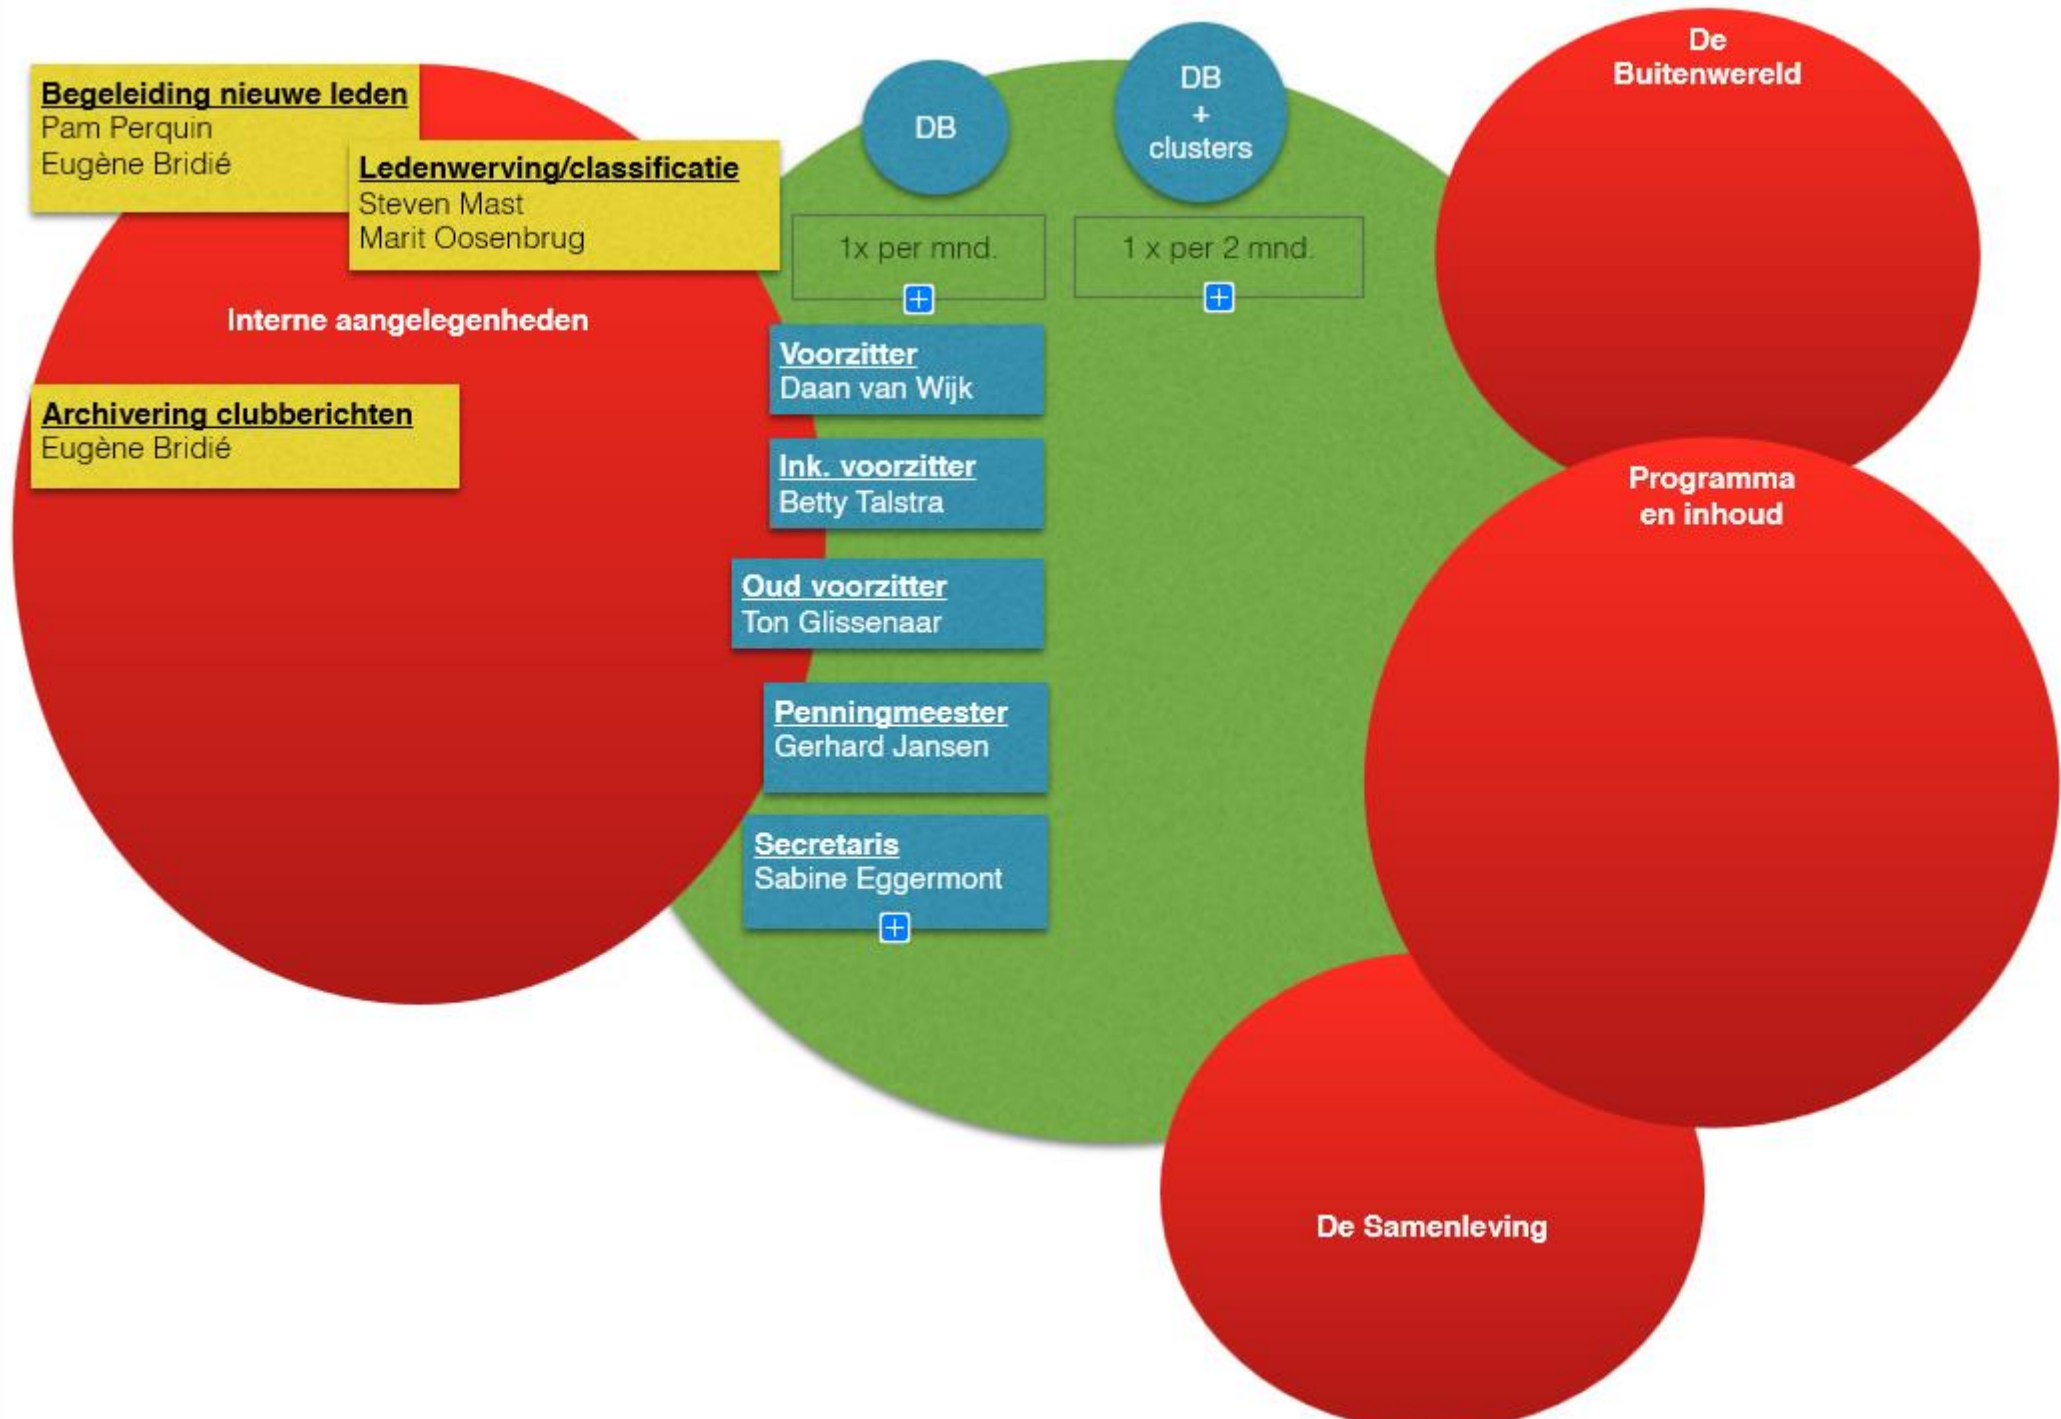 Begeleiding nieuwe leden
Pam Perquin
Eugène Bridié
Ledenwerving/classificatie
Steven Mast
Marit Oosenbrug
Interne aangelegenheden
Archivering clubberichten
Eugène Bridié
DB
1x per mnd.
DB
+
clusters
1 x per 2 mnd.
Voorzitter
Daan van Wijk
Ink. voorzitter
Betty Talstra
Oud voorzitter
Ton Glissenaar
Penningmeester
Gerhard Jansen
Secretaris
Sabine Eggermont
De
Buitenwereld
Programma
en inhoud
De Samenleving